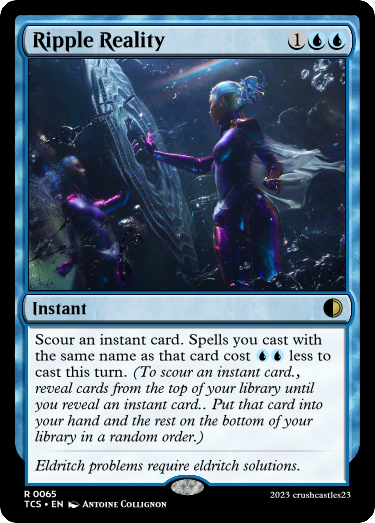 Ripple Reality 1
Instant
Scour an instant card. Spells you cast with
the same name as that card cost less to
cast this turn. (To scour an instant card.,
reveal cards from the top of your library until
you reveal an instant card.. Put that card into
your hand and the rest on the bottom of your
library in a random order.)
Eldritch problems require eldritch solutions.
R 0065
TCS • EN Antoine Collignon
2023 crushcastles23